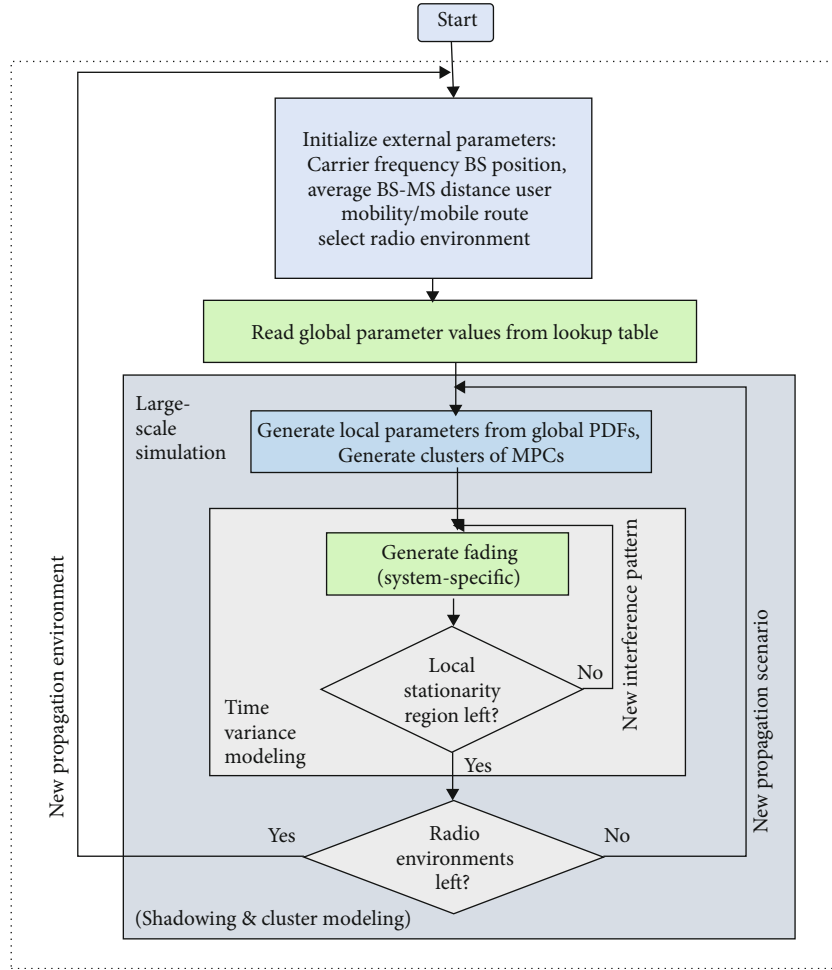 Start
Initialize external parameters:
Carrier frequency BS position,
average BS-MS distance user
mobility/mobile route
select radio environment
Read global parameter values from lookup table
Large-
scale
simulation
Generate local parameters from global PDFs,
Generate clusters of MPCs
Generate fading
(system-specific)
New interference pattern
Local
stationarity
region left?
No
Time
variance
modeling
Yes
New propagation environment
New propagation scenario
Yes
Radio
environments
left?
No
(Shadowing & cluster modeling)